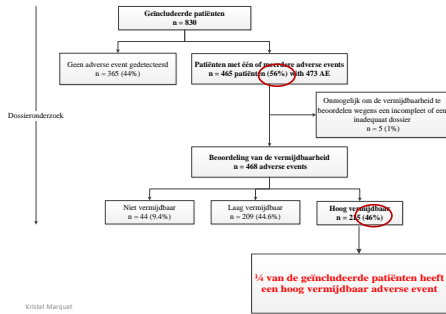 Geïncludeerde patiënten
n = 830
Geen adverse event gedetecteerd
n = 365 (44%)
Patiënten met één of meerdere adverse events
n = 465 patiënten (56%) with 473 AE
Onmogelijk om de vermijdbaarheid te
beoordelen wegens een incompleet of een
inadequaat dossier
n = 5 (1%)
Dossieronderzoek
Beoordeling van de vermijdbaarheid
n = 468 adverse events
Niet vermijdbaar
n = 44 (9.4%)
Laag vermijdbaar
n = 209 (44.6%)
Hoog vermijdbaar
n = 215 (46%)
¼ van de geïncludeerde patiënten heeft
een hoog vermijdbaar adverse event
Kristel Marquet